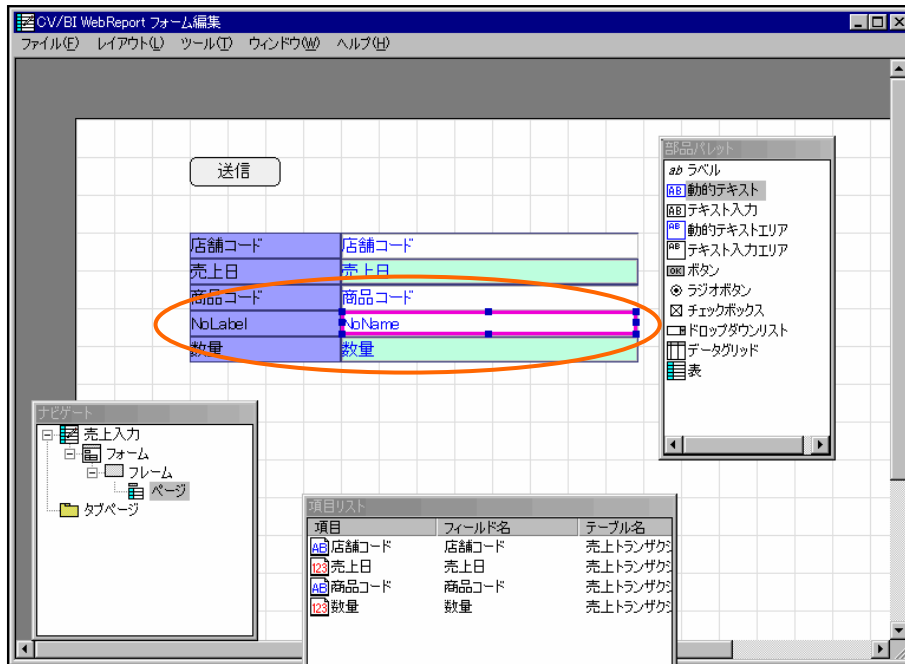 CV/BI WebReport フォーム編集
ファイル(F) レイアウト(L) ツール(T) ウィンドウ(W) ヘルプ(H)
送信
店舗コード 店舗コード
売上日 売上日
商品コード 商品コード
NoLabel NoName
数量 数量
部品パレット
ab ラベル
AB 動的テキスト
AB テキスト入力
AB 動的テキストエリア
AB テキスト入力エリア
OK ボタン
ラジオボタン
チェックボックス
ドロップダウンリスト
データグリッド
表
ナビゲート
売上入力
フォーム
フレーム
ページ
タブページ
項目リスト
項目 フィールド名 テーブル名
AB 店舗コード 店舗コード 売上トランザクシ
123 売上日 売上日 売上トランザクシ
AB 商品コード 商品コード 売上トランザクシ
123 数量 数量 売上トランザクシ